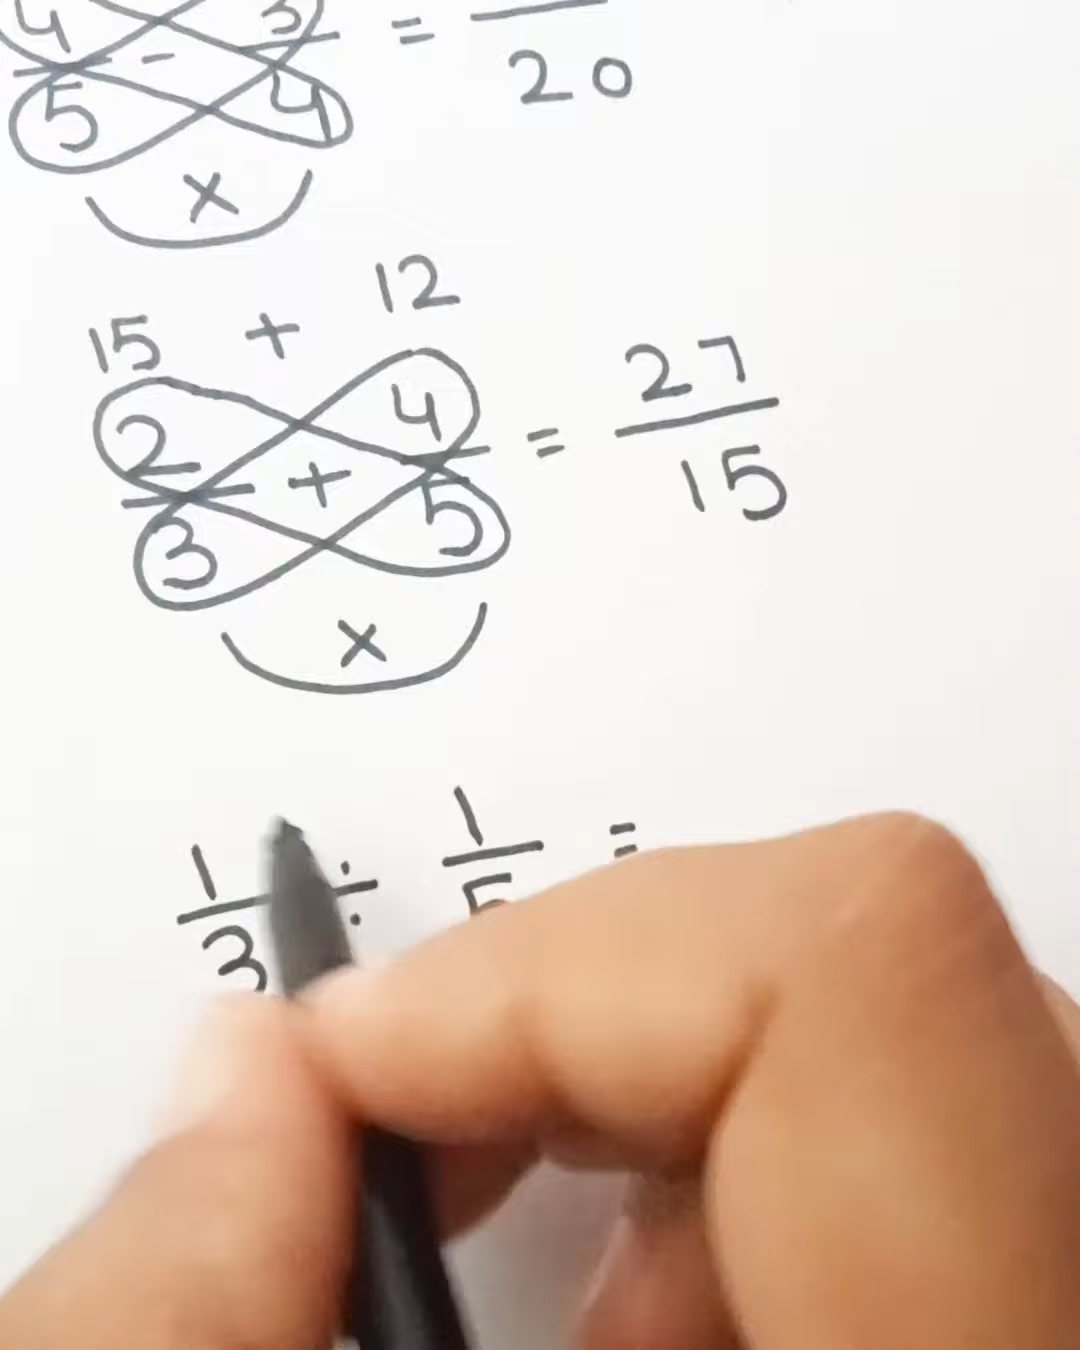 4/5 - 3/4 = /20
x
15 + 12
2/3 + 4/5 = 27/15
x
1/3 ÷ 1/5 =